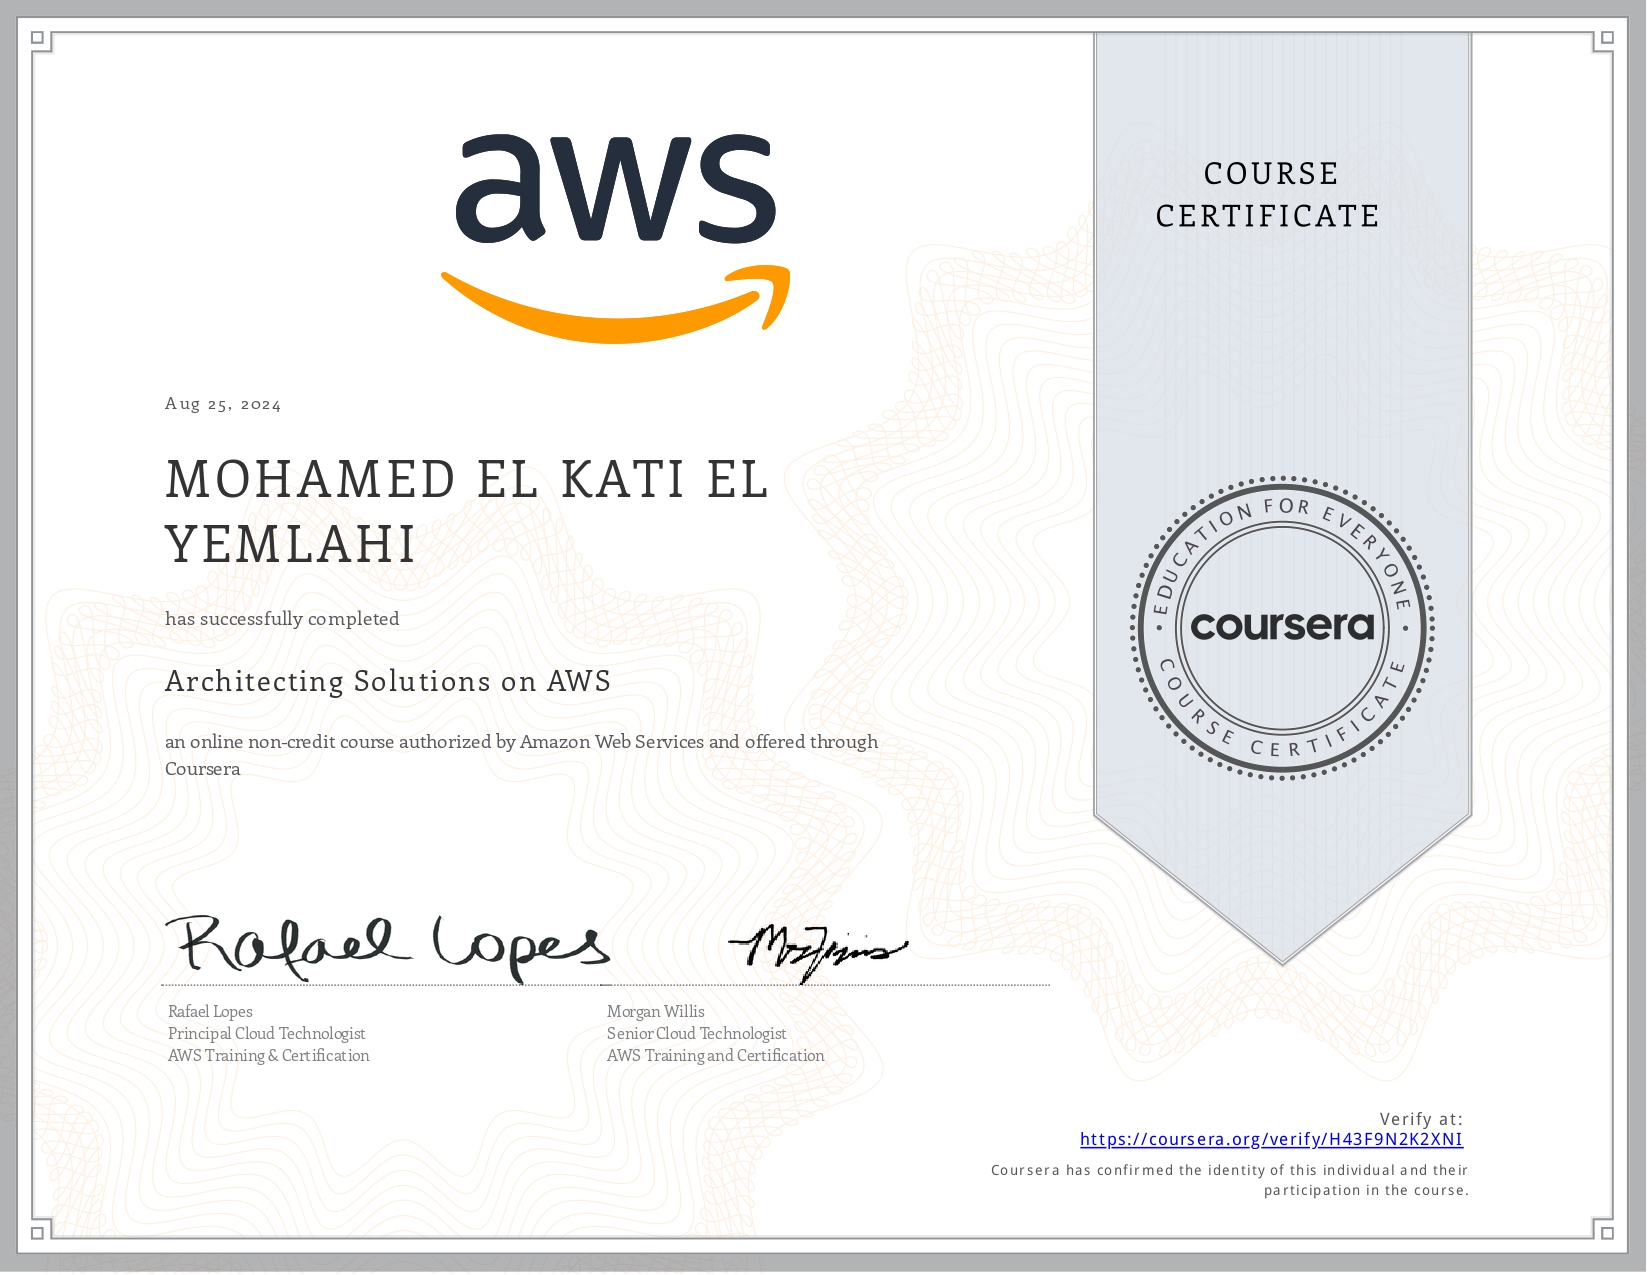 aws
COURSE
CERTIFICATE
Aug 25, 2024
MOHAMED EL KATI EL
YEMLAHI
has successfully completed
Architecting Solutions on AWS
an online non-credit course authorized by Amazon Web Services and offered through
Coursera
• EDUCATION FOR EVERYONE •
coursera
COURSE CERTIFICATE
Rafael Lopes
Rafael Lopes
Principal Cloud Technologist
AWS Training & Certification
Morgan Willis
Senior Cloud Technologist
AWS Training and Certification
Verify at:
https://coursera.org/verify/H43F9N2K2XNI
Coursera has confirmed the identity of this individual and their
participation in the course.